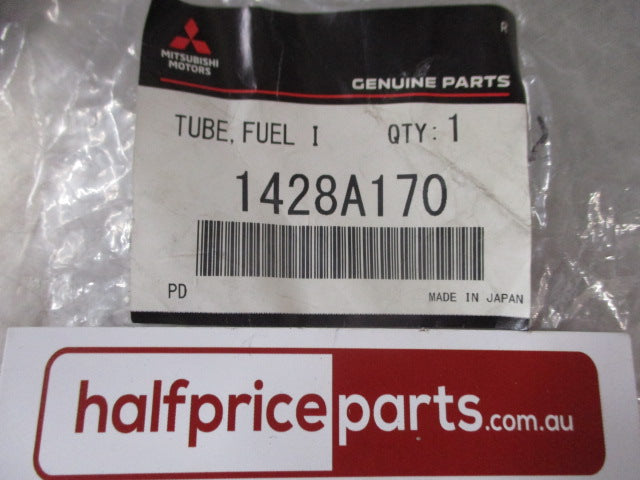 R
MITSUBISHI
MOTORS
GENUINE PARTS
TUBE, FUEL I QTY: 1
1428A170
PD MADE IN JAPAN
halfpriceparts.com.au